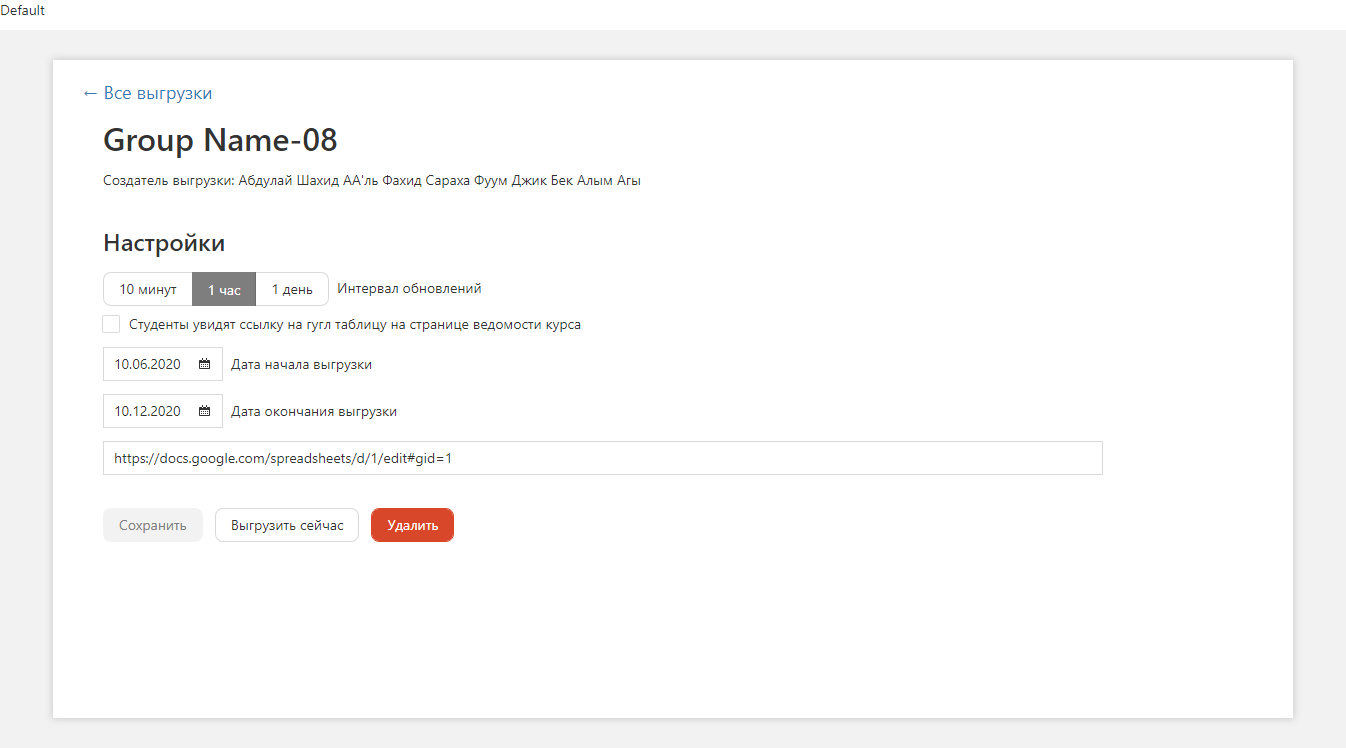 Default
← Все выгрузки
Group Name-08
Создатель выгрузки: Абдулай Шахид АА'ль Фахид Сараха Фуум Джик Бек Алым Агы
Настройки
10 минут 1 час 1 день Интервал обновлений
Студенты увидят ссылку на гугл таблицу на странице ведомости курса
10.06.2020 Дата начала выгрузки
10.12.2020 Дата окончания выгрузки
https://docs.google.com/spreadsheets/d/1/edit#gid=1
Сохранить Выгрузить сейчас Удалить